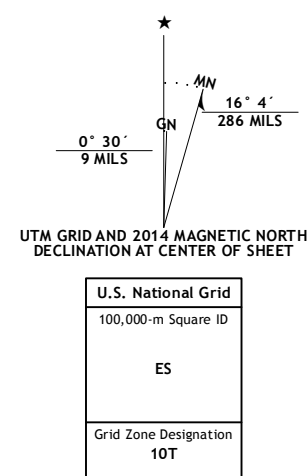 ★
MN
GN
16° 4´
286 MILS
0° 30´
9 MILS
UTM GRID AND 2014 MAGNETIC NORTH
DECLINATION AT CENTER OF SHEET
U.S. National Grid
100,000-m Square ID
ES
Grid Zone Designation
10T